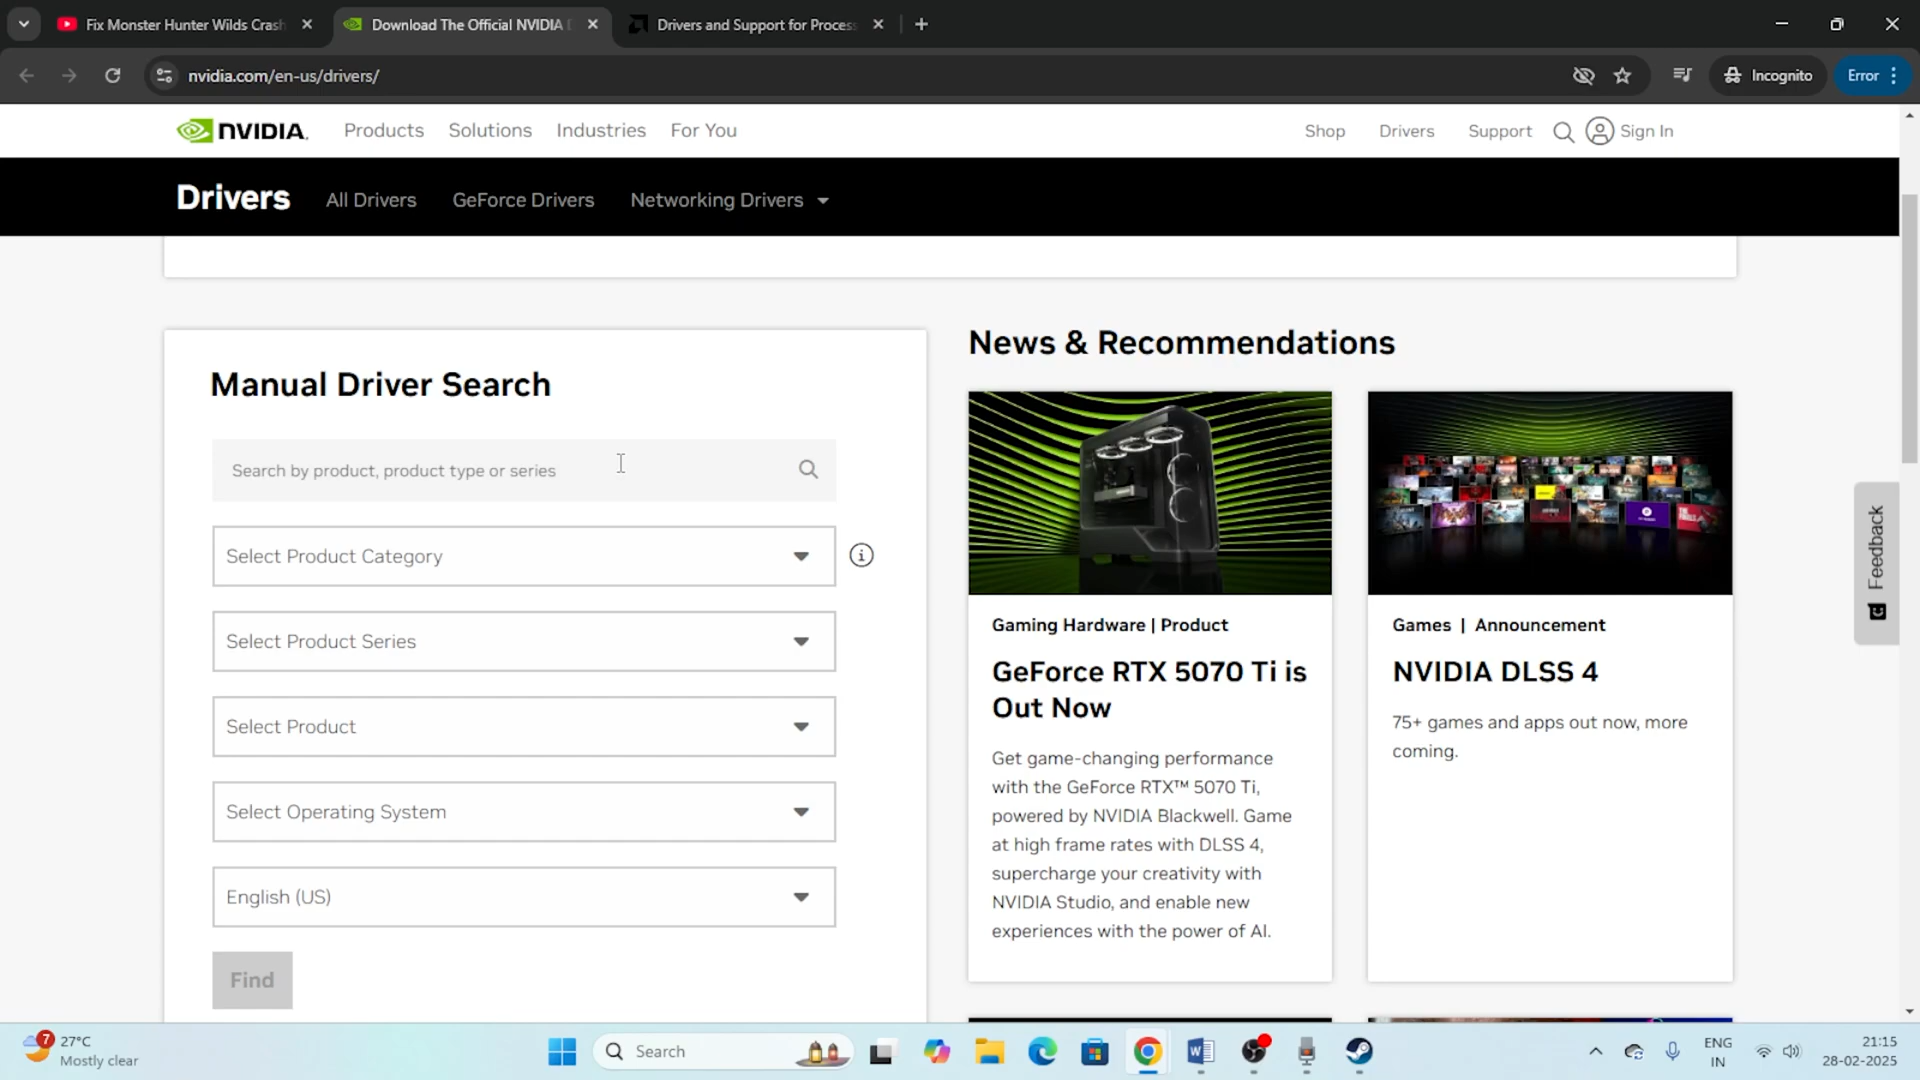 Fix Monster Hunter Wilds Crash
Download The Official NVIDIA D
Drivers and Support for Process
nvidia.com/en-us/drivers/
Incognito
Error
NVIDIA.
Products
Solutions
Industries
For You
Shop
Drivers
Support
Sign In
Drivers
All Drivers
GeForce Drivers
Networking Drivers
Manual Driver Search
Search by product, product type or series
Select Product Category
Select Product Series
Select Product
Select Operating System
English (US)
Find
News & Recommendations
Gaming Hardware | Product
GeForce RTX 5070 Ti is
Out Now
Get game-changing performance
with the GeForce RTX™ 5070 Ti,
powered by NVIDIA Blackwell. Game
at high frame rates with DLSS 4,
supercharge your creativity with
NVIDIA Studio, and enable new
experiences with the power of AI.
Games | Announcement
NVIDIA DLSS 4
75+ games and apps out now, more
coming.
Feedback
7
27°C
Mostly clear
Search
ENG
IN
21:15
28-02-2025